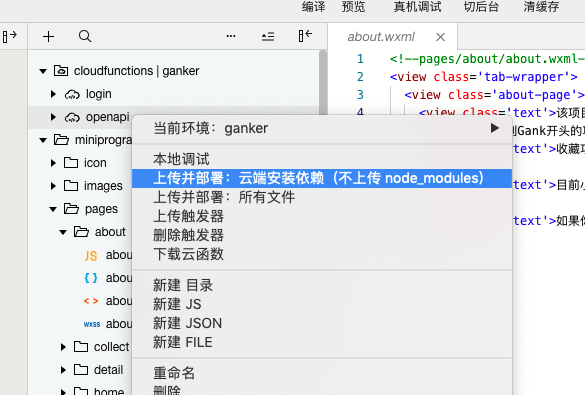 编译 预览 真机调试 切后台 清缓存
about.wxml
cloudfunctions | ganker
login
openapi
miniprogra
icon
images
pages
about
JS abou
{ } abou
< > abou
wxss abou
collect
detail
home
1 <!--pages/about/about.wxml-
2 <view class='tab-wrapper'>
3 <view class='about-page'>
4 <view class='text'>该项目
到Gank开头的项
text'>收藏项
text'>目前小
text'>如果你
当前环境：ganker
本地调试
上传并部署：云端安装依赖（不上传 node_modules）
上传并部署：所有文件
上传触发器
删除触发器
下载云函数
新建 目录
新建 JS
新建 JSON
新建 FILE
重命名
删除